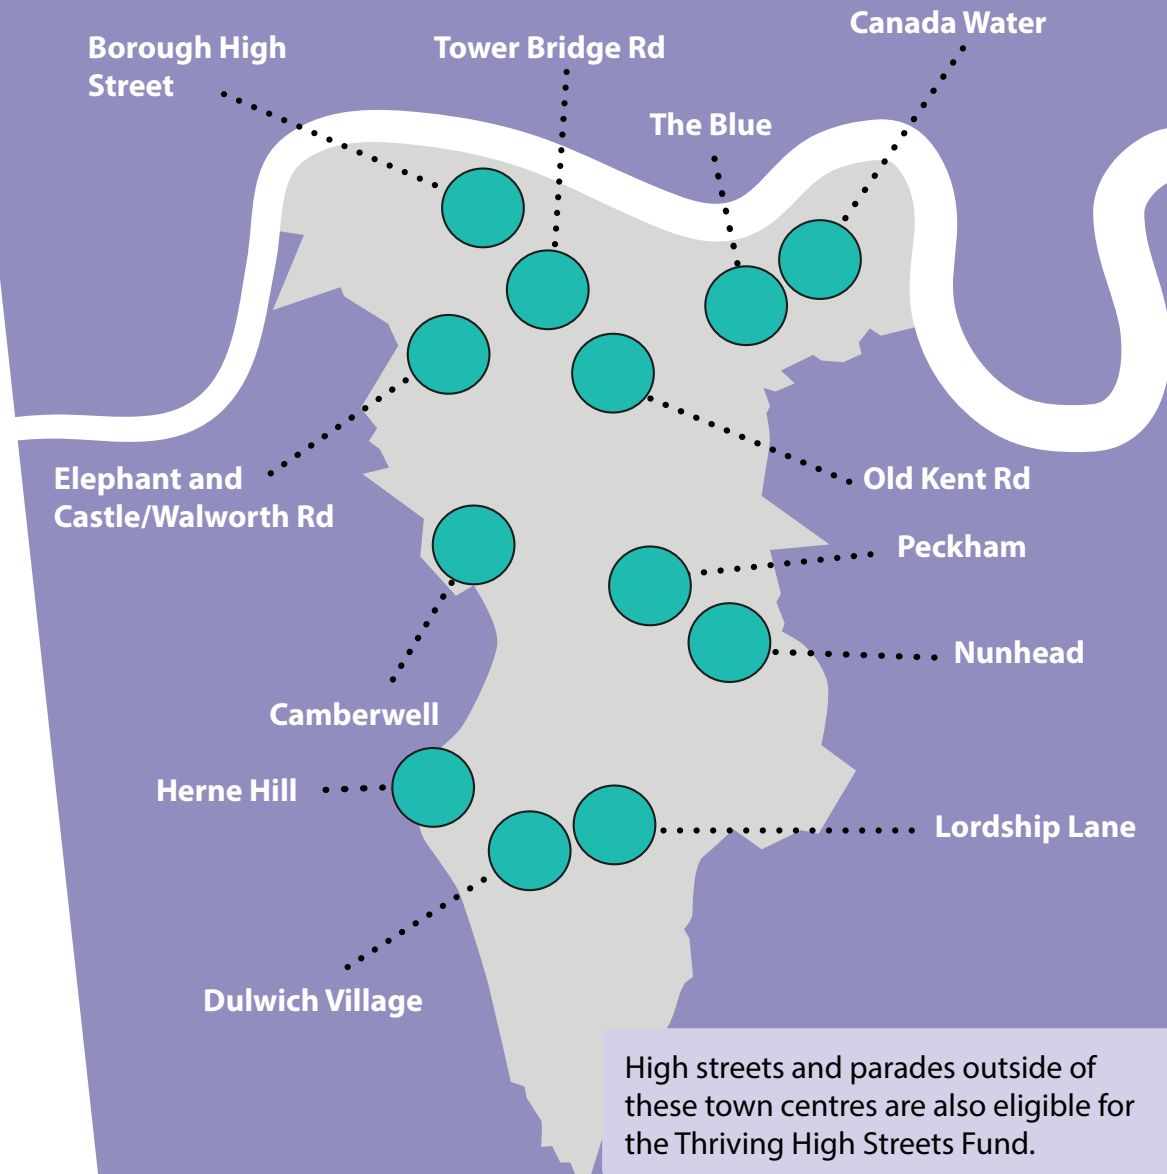 Canada Water
Borough High
Street
Tower Bridge Rd
The Blue
Elephant and
Castle/Walworth Rd
Old Kent Rd
Peckham
Nunhead
Camberwell
Herne Hill
Lordship Lane
Dulwich Village
High streets and parades outside of
these town centres are also eligible for
the Thriving High Streets Fund.